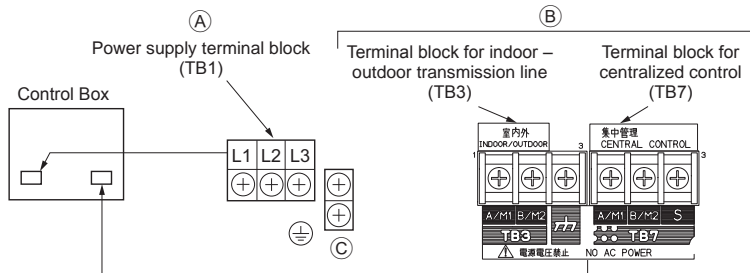 A
B
Power supply terminal block
(TB1)
Terminal block for indoor –
outdoor transmission line
(TB3)
Terminal block for
centralized control
(TB7)
Control Box
室内外
INDOOR/OUTDOOR
集中管理
CENTRAL CONTROL
1
3
3
L1 L2 L3
A/M1 B/M2
A/M1 B/M2 S
TB3
TB7
C
電源電圧禁止 NO AC POWER